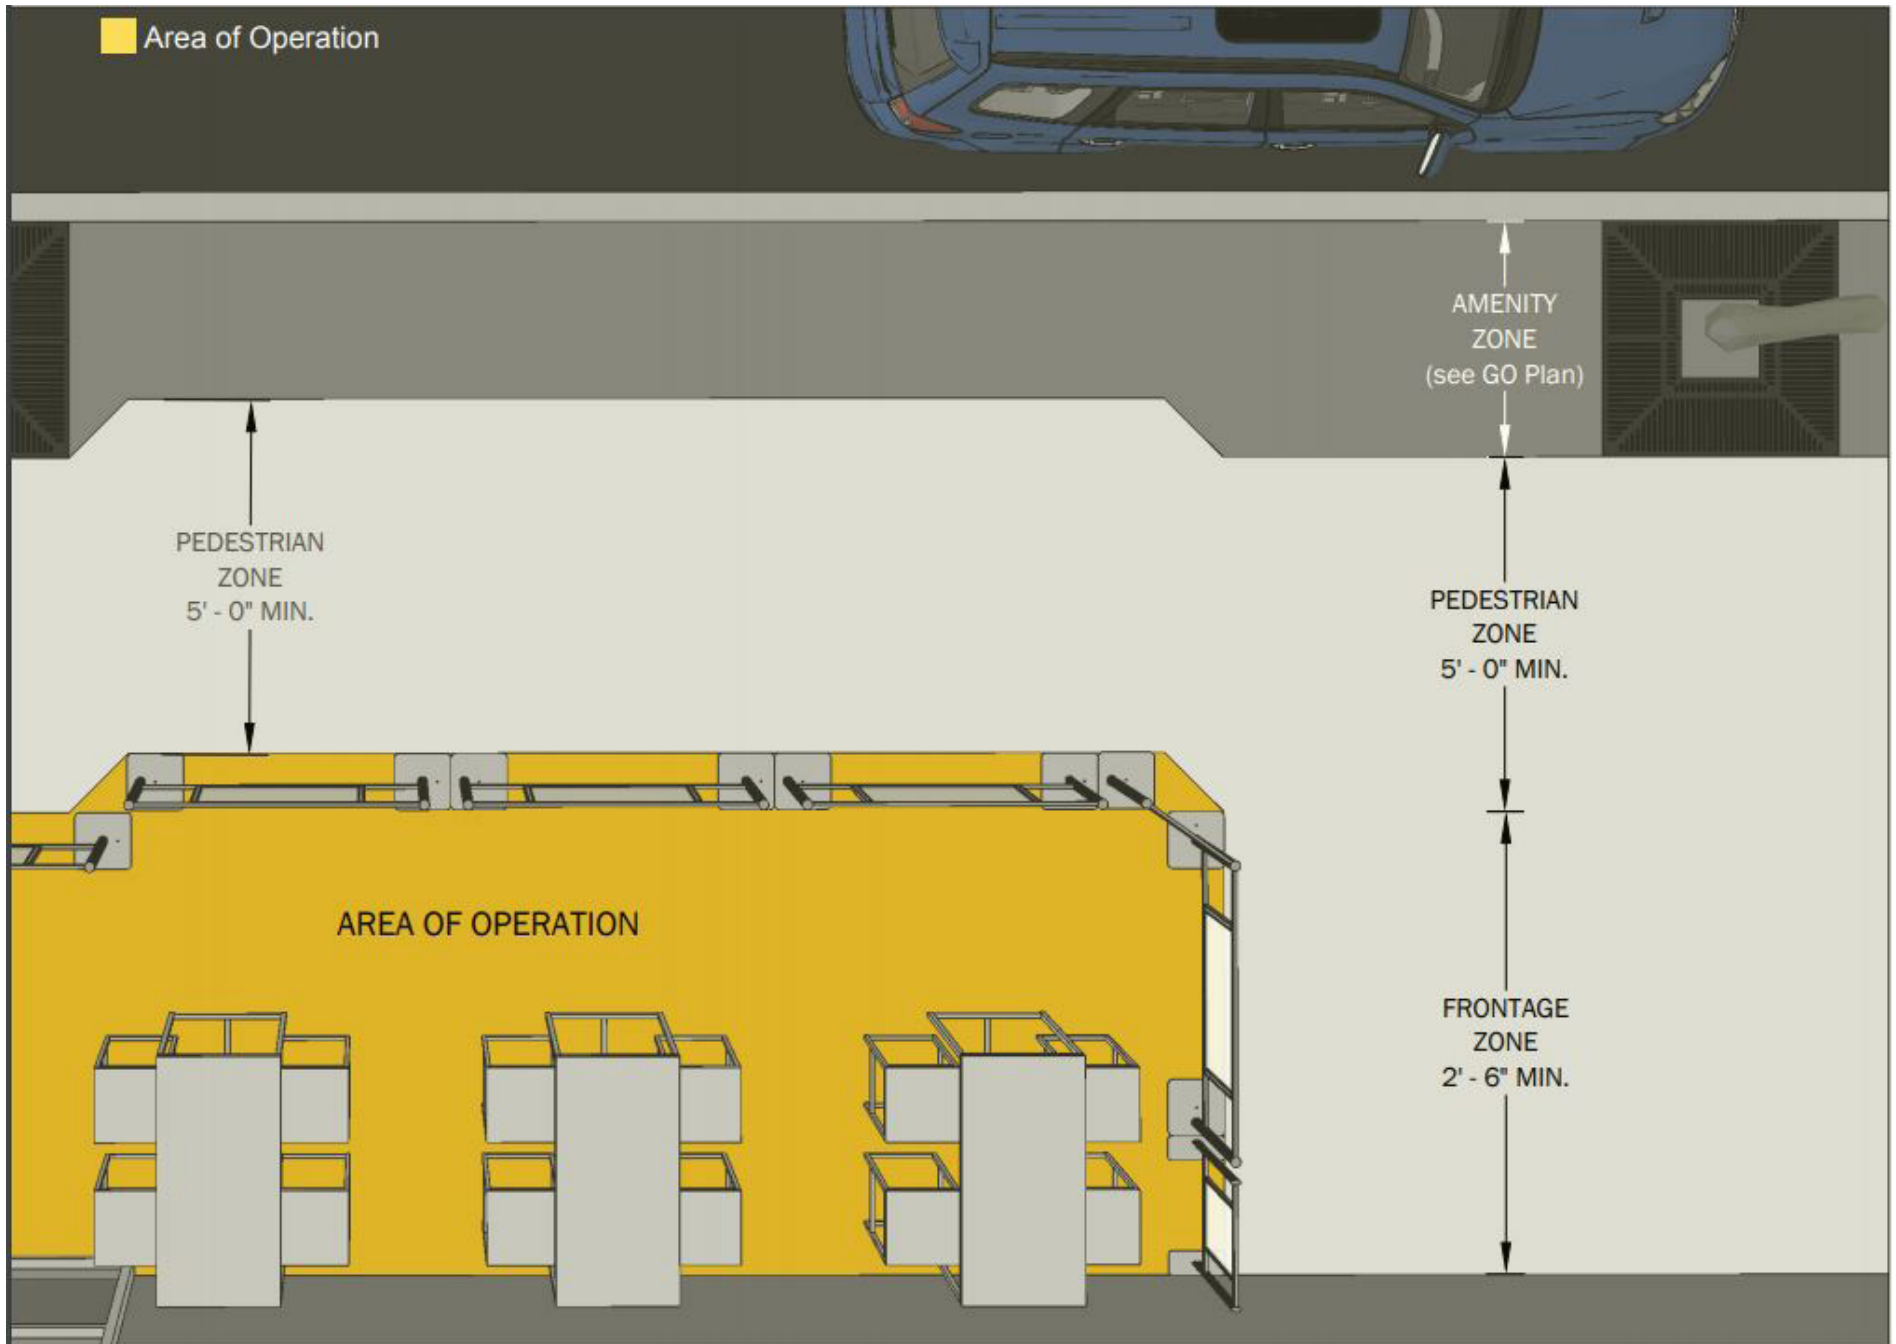 Area of Operation
AMENITY
ZONE
(see GO Plan)
PEDESTRIAN
ZONE
5' - 0" MIN.
PEDESTRIAN
ZONE
5' - 0" MIN.
AREA OF OPERATION
FRONTAGE
ZONE
2' - 6" MIN.